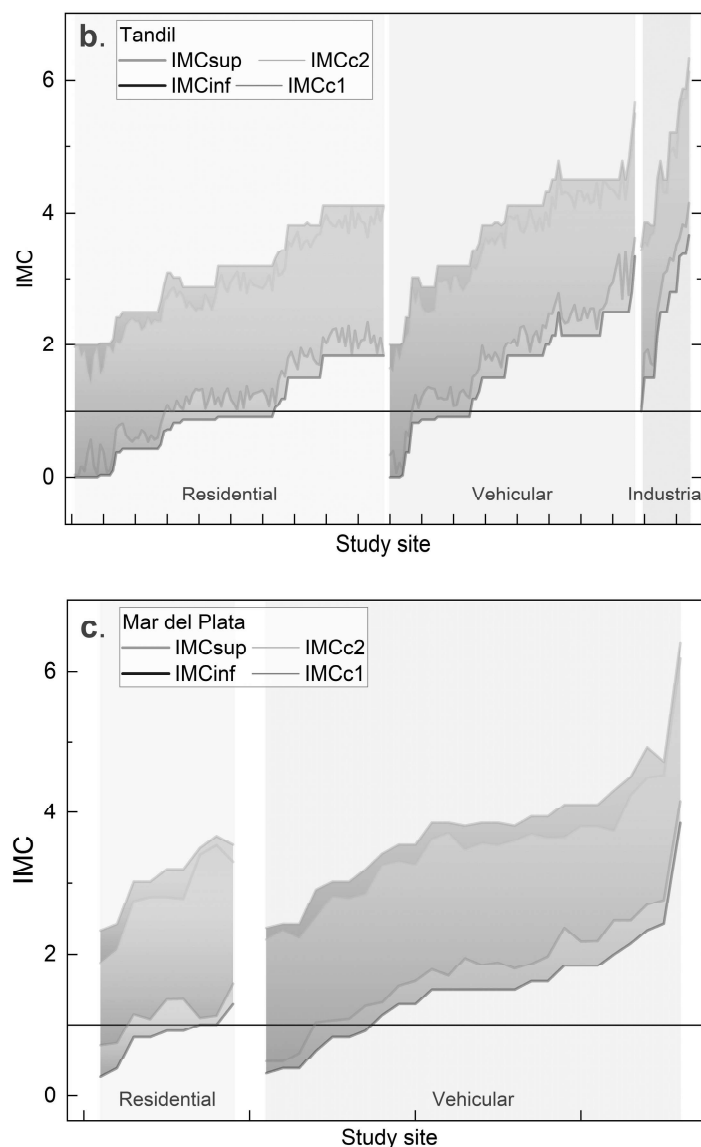 b.
Tandil
IMCsup IMCc2
IMCinf IMCc1
6
4
2
0
IMC
Residential Vehicular Industria
Study site
c.
Mar del Plata
IMCsup IMCc2
IMCinf IMCc1
6
4
2
0
IMC
Residential Vehicular
Study site